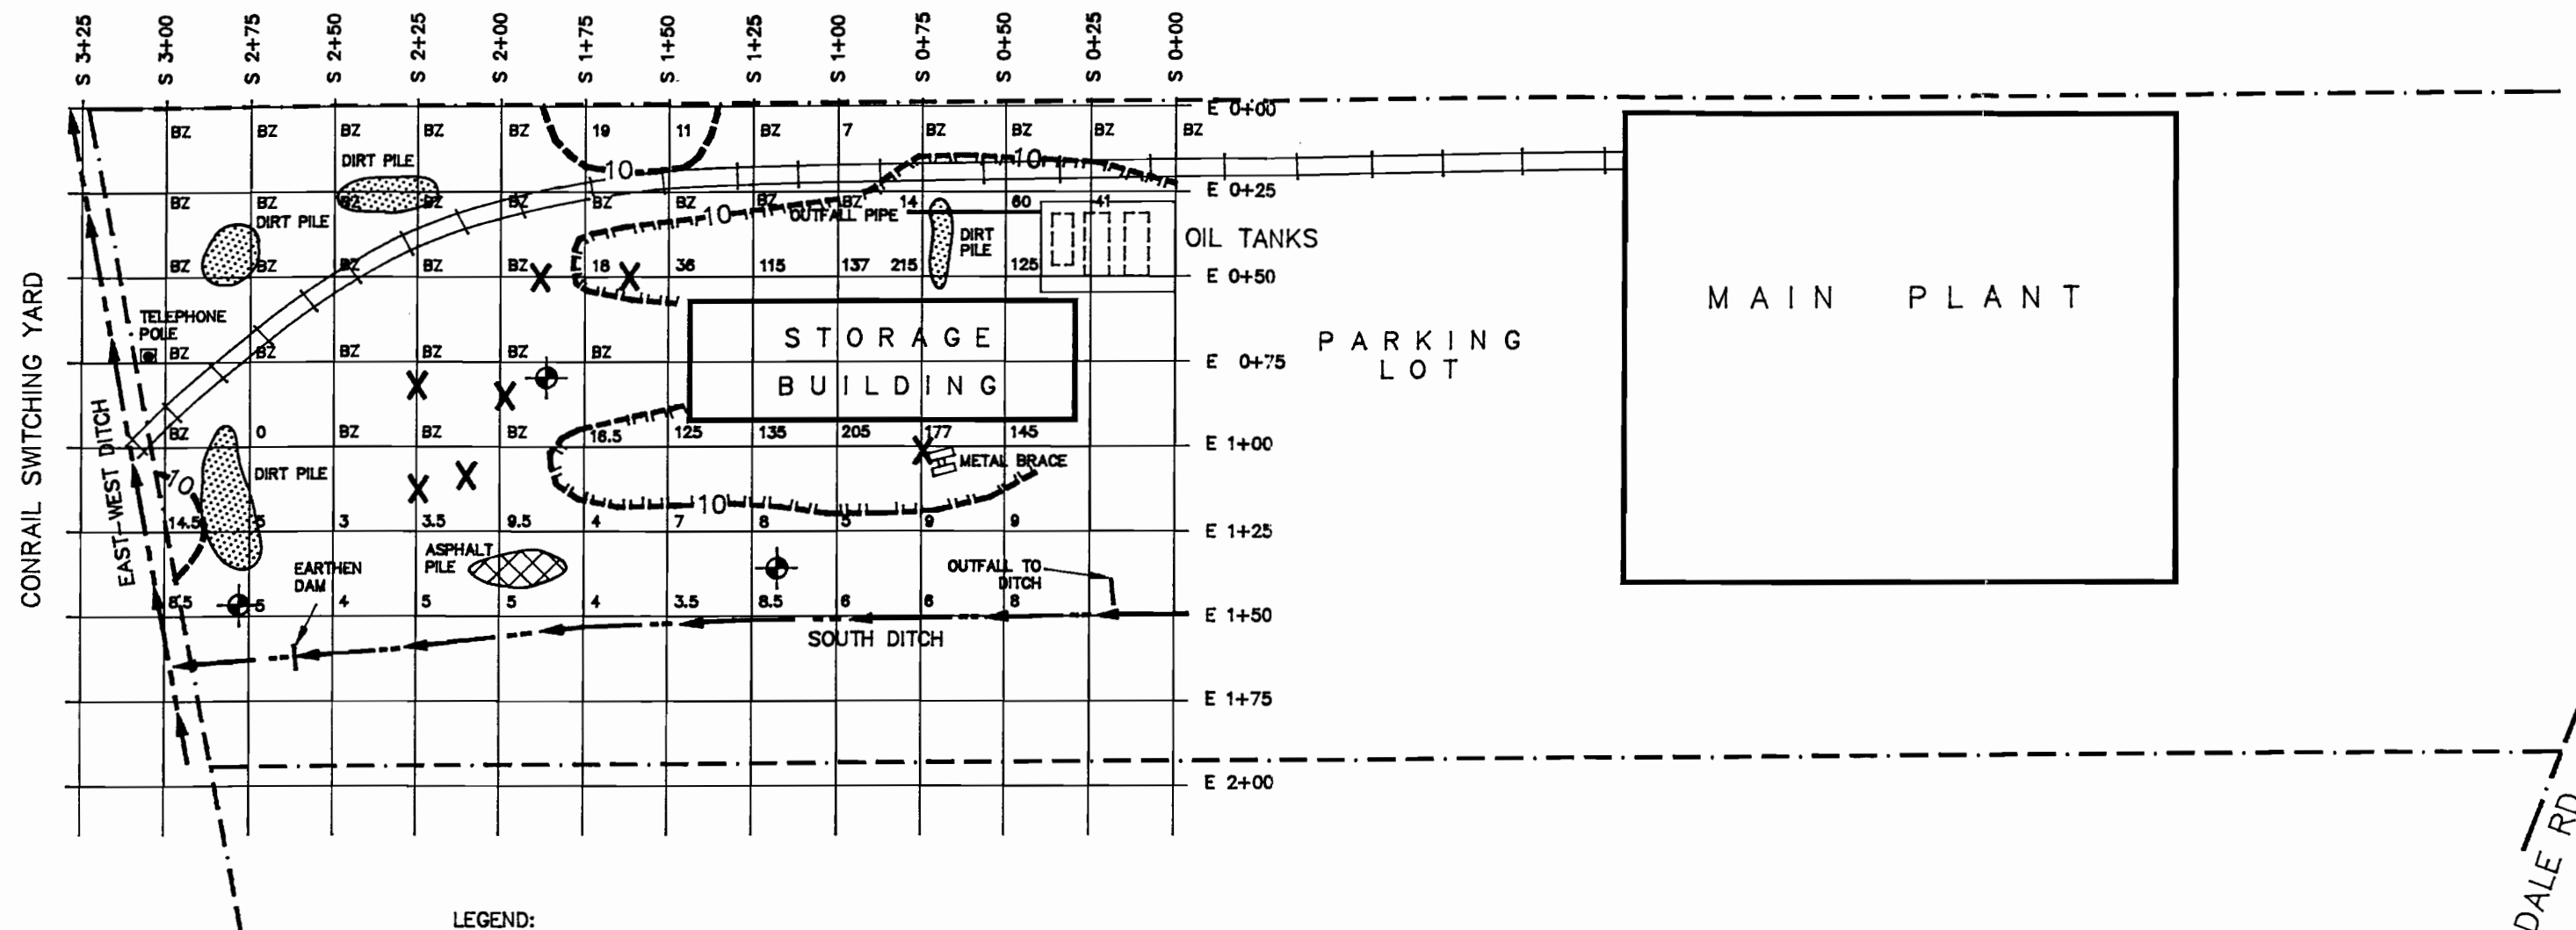 S 3+25 S 3+00 S 2+75 S 2+50 S 2+25 S 2+00 S 1+75 S 1+50 S 1+25 S 1+00 S 0+75 S 0+50 S 0+25 S 0+00
E 0+00
BZ BZ BZ BZ BZ 19 11 BZ 7 BZ BZ BZ BZ
DIRT PILE
10
10
E 0+25
BZ BZ BZ BZ BZ BZ BZ BZ BZ 14 60 41
DIRT PILE
10
OUTFALL PIPE
DIRT
PILE
OIL TANKS
BZ BZ BZ BZ BZ X 18 X 36 115 137 215 125
E 0+50
CONRAIL SWITCHING YARD
TELEPHONE
POLE
STORAGE
BUILDING
MAIN PLANT
PARKING
LOT
BZ BZ BZ BZ BZ BZ
E 0+75
X X
EAST-WEST DITCH
BZ 0 BZ BZ BZ 16.5 125 135 205 177 145
E 1+00
X
METAL BRACE
DIRT PILE
X X
10
10
14.5 5 3 3.5 9.5 4 7 8 5 9 9
E 1+25
ASPHALT
PILE
EARTHEN
DAM
OUTFALL TO
DITCH
8.5 5 4 5 5 4 3.5 8.5 6 6 8
E 1+50
SOUTH DITCH
E 1+75
E 2+00
DALE RD
LEGEND: